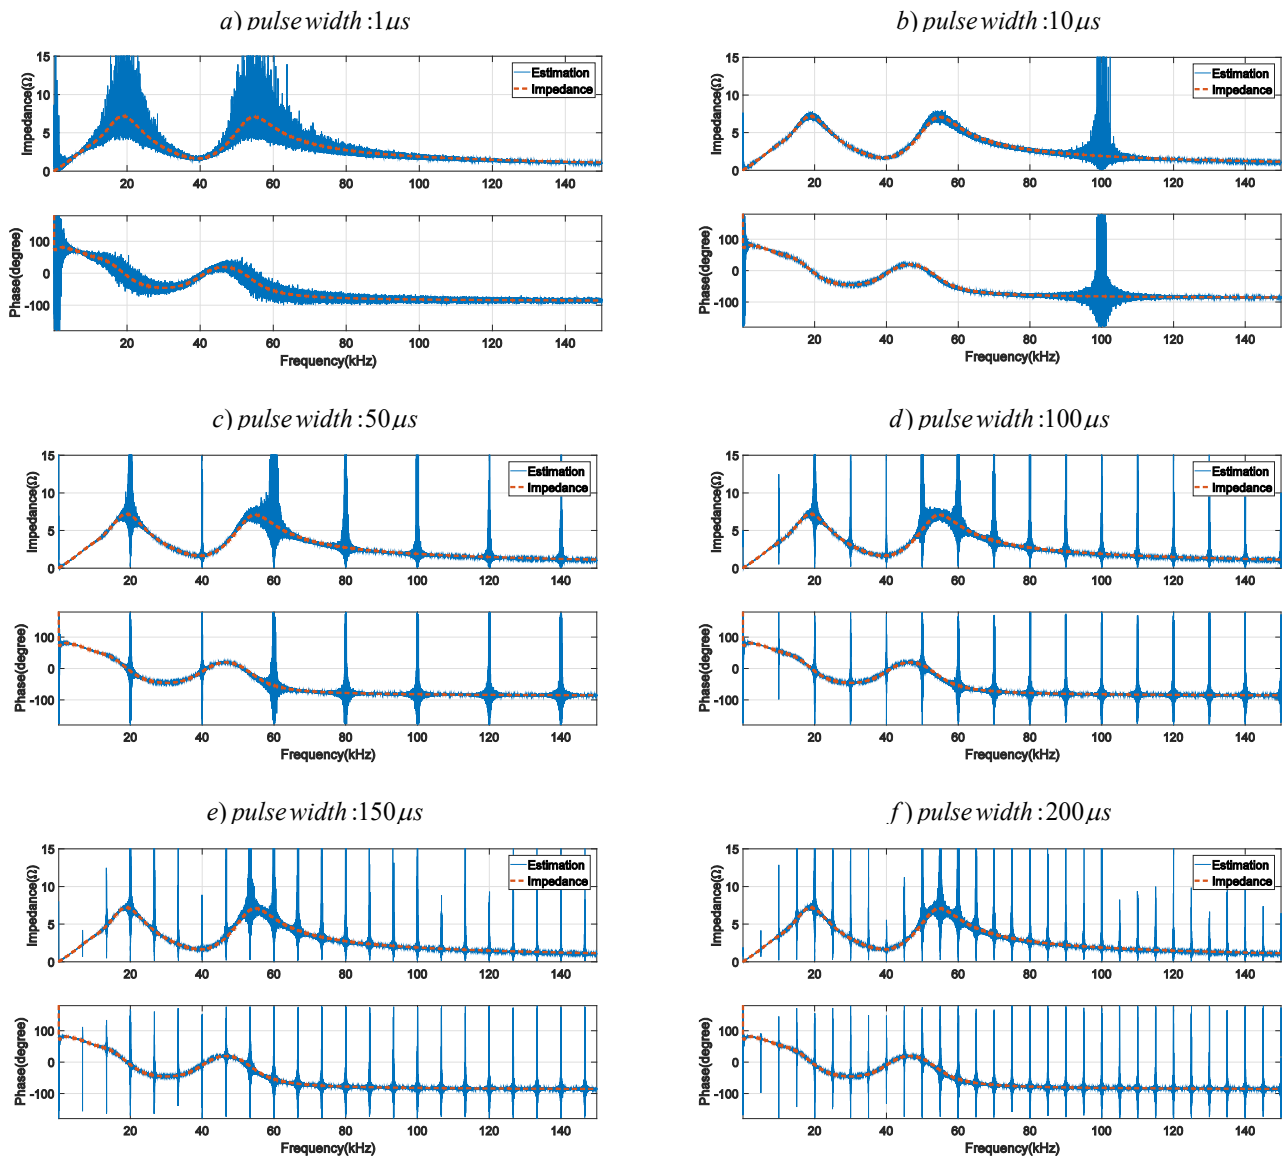 a) pulse width :1μs
15
10
5
0
Impedance(Ω)
Estimation
Impedance
20 40 60 80 100 120 140
100
0
-100
Phase(degree)
20 40 60 80 100 120 140
Frequency(kHz)
b) pulse width :10μs
15
10
5
0
Impedance(Ω)
Estimation
Impedance
20 40 60 80 100 120 140
100
0
-100
Phase(degree)
20 40 60 80 100 120 140
Frequency(kHz)
c) pulse width :50μs
15
10
5
0
Impedance(Ω)
Estimation
Impedance
20 40 60 80 100 120 140
100
0
-100
Phase(degree)
20 40 60 80 100 120 140
Frequency(kHz)
d) pulse width :100μs
15
10
5
0
Impedance(Ω)
Estimation
Impedance
20 40 60 80 100 120 140
100
0
-100
Phase(degree)
20 40 60 80 100 120 140
Frequency(kHz)
e) pulse width :150μs
15
10
5
0
Impedance(Ω)
Estimation
Impedance
20 40 60 80 100 120 140
100
0
-100
Phase(degree)
20 40 60 80 100 120 140
Frequency(kHz)
f) pulse width :200μs
15
10
5
0
Impedance(Ω)
Estimation
Impedance
20 40 60 80 100 120 140
100
0
-100
Phase(degree)
20 40 60 80 100 120 140
Frequency(kHz)